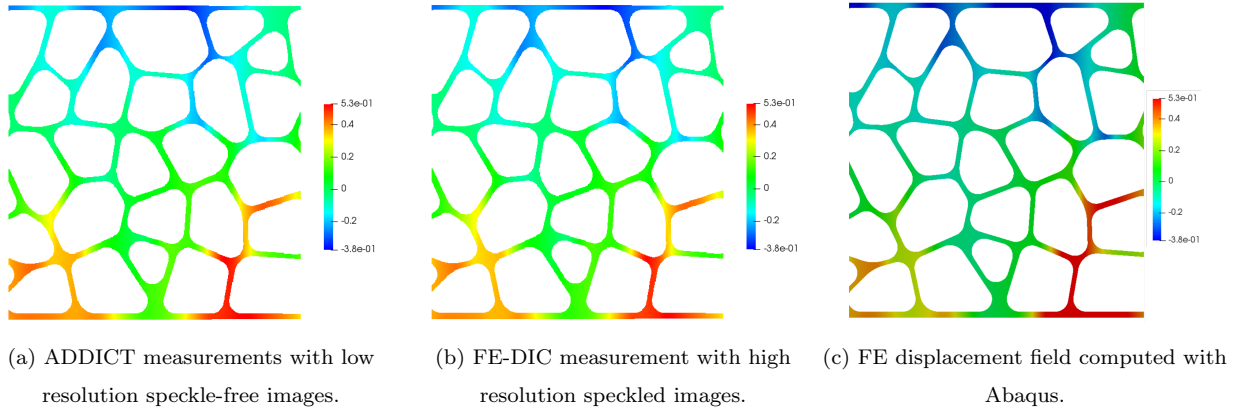 5.3e-01
0.4
0.2
0
-0.2
-3.8e-01
5.3e-01
0.4
0.2
0
-0.2
-3.8e-01
5.3e-01
0.4
0.2
0
-0.2
-3.8e-01
(a) ADDICT measurements with low
resolution speckle-free images.
(b) FE-DIC measurement with high
resolution speckled images.
(c) FE displacement field computed with
Abaqus.